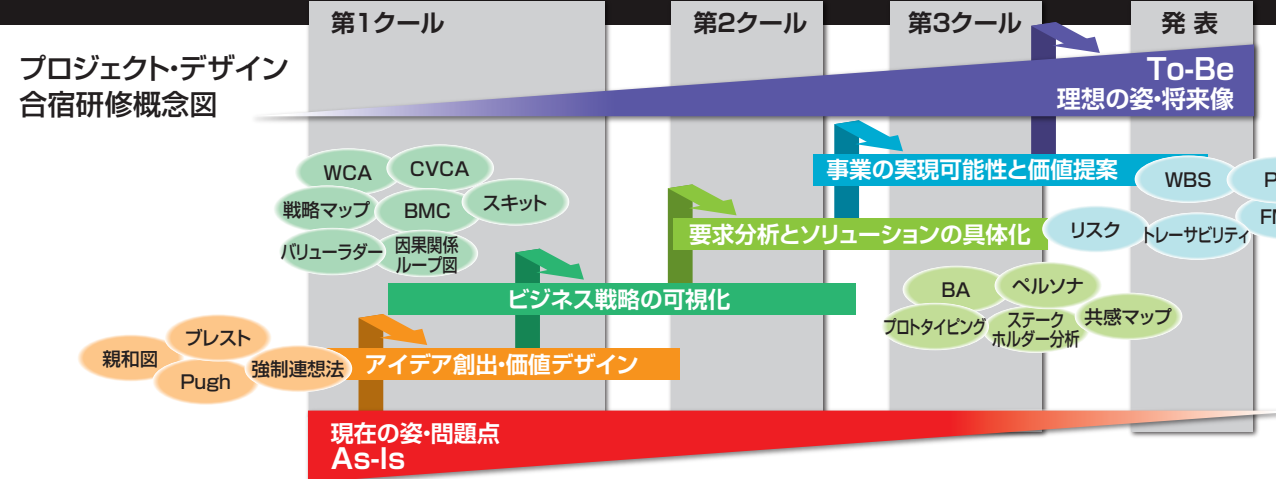 第1クール
第2クール
第3クール
発 表
プロジェクト・デザイン
合宿研修概念図
To-Be
理想の姿・将来像
事業の実現可能性と価値提案
WBS
WCA
CVCA
戦略マップ
BMC
スキット
バリューラダー
因果関係
ループ図
要求分析とソリューションの具体化
リスク
トレーサビリティ
ビジネス戦略の可視化
BA
ペルソナ
プロトタイピング
ステーク
ホルダー分析
共感マップ
ブレスト
親和図
Pugh
強制連想法
アイデア創出・価値デザイン
現在の姿・問題点
As-Is